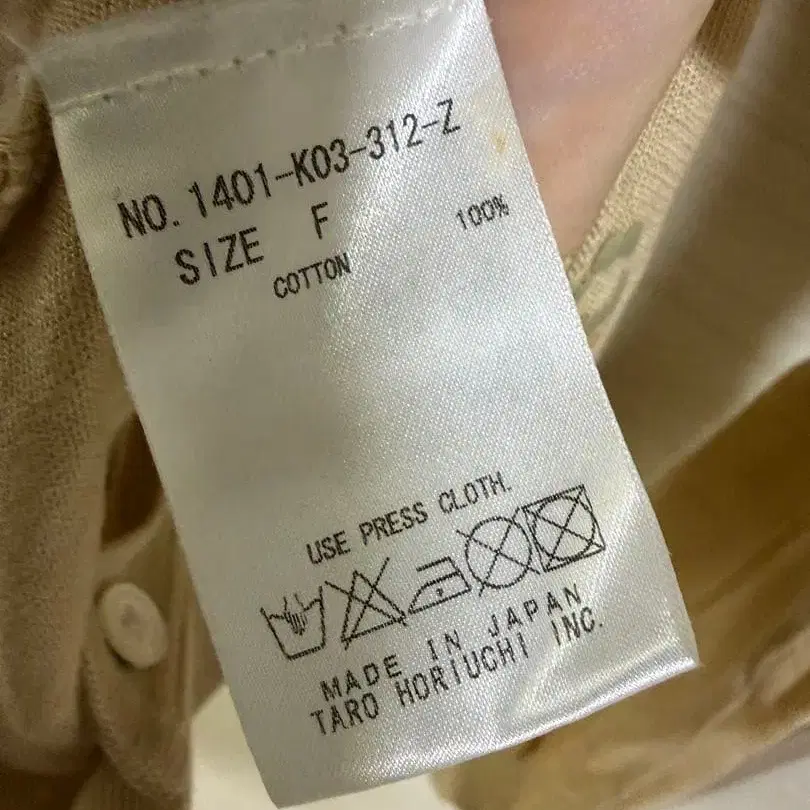 NO. 1401-K03-312-Z
SIZE F
COTTON 100%
USE PRESS CLOTH.
MADE IN JAPAN
TARO HORIUCHI INC.